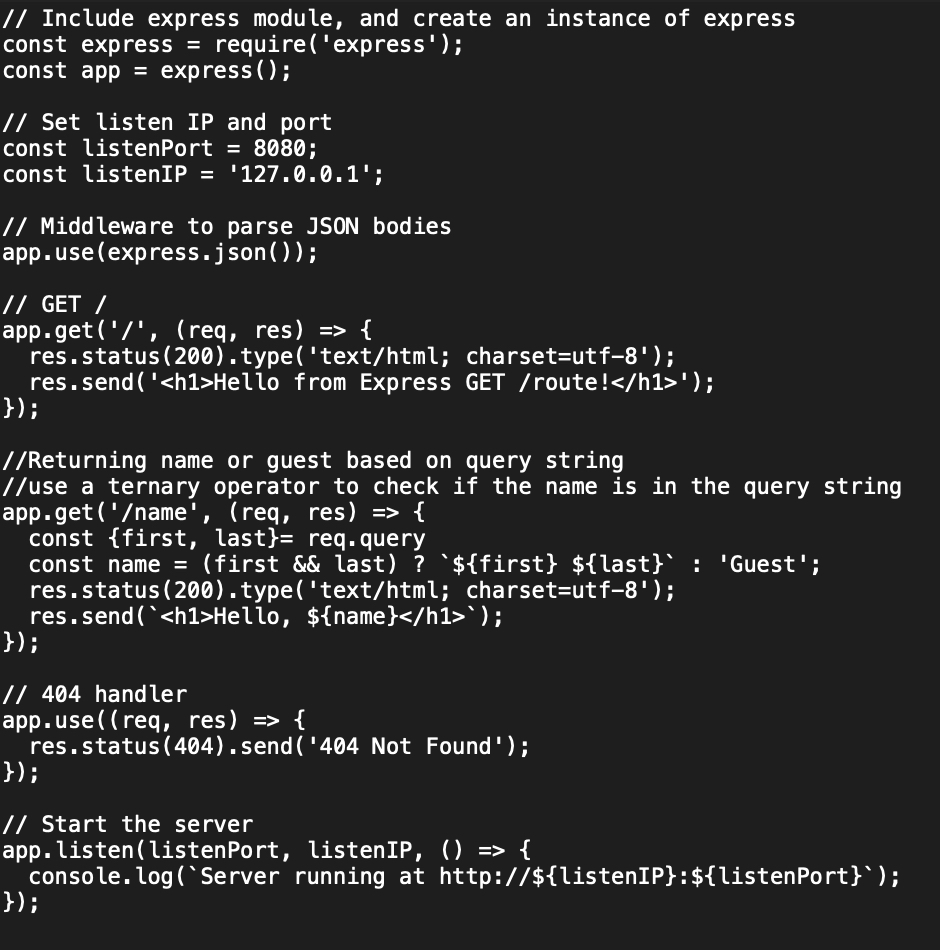 // Include express module, and create an instance of express
const express = require('express');
const app = express();

// Set listen IP and port
const listenPort = 8080;
const listenIP = '127.0.0.1';

// Middleware to parse JSON bodies
app.use(express.json());

// GET /
app.get('/', (req, res) => {
  res.status(200).type('text/html; charset=utf-8');
  res.send('<h1>Hello from Express GET /route!</h1>');
});

//Returning name or guest based on query string
//use a ternary operator to check if the name is in the query string
app.get('/name', (req, res) => {
  const {first, last}= req.query
  const name = (first && last) ? `${first} ${last}` : 'Guest';
  res.status(200).type('text/html; charset=utf-8');
  res.send(`<h1>Hello, ${name}</h1>`);
});

// 404 handler
app.use((req, res) => {
  res.status(404).send('404 Not Found');
});

// Start the server
app.listen(listenPort, listenIP, () => {
  console.log(`Server running at http://${listenIP}:${listenPort}`);
});